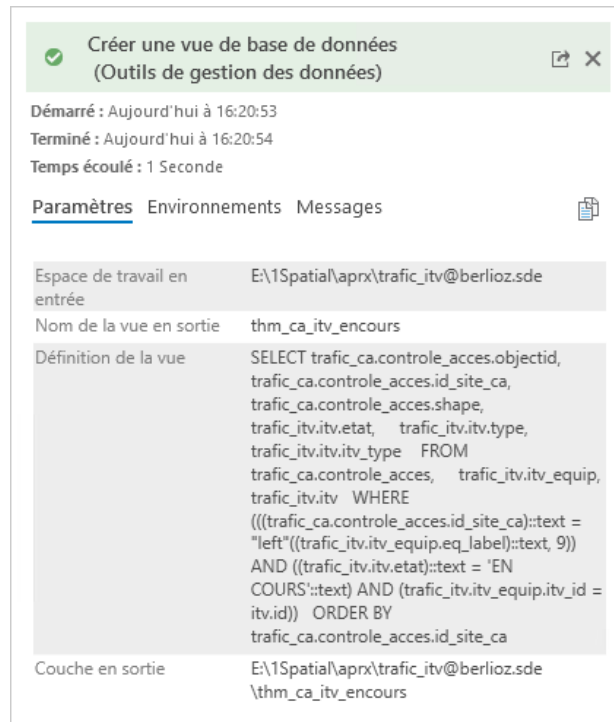 Créer une vue de base de données
(Outils de gestion des données)
Démarré : Aujourd'hui à 16:20:53
Terminé : Aujourd'hui à 16:20:54
Temps écoulé : 1 Seconde
Paramètres Environnements Messages
Espace de travail en E:\1Spatial\aprx\trafic_itv@berlioz.sde
entrée
Nom de la vue en sortie thm_ca_itv_encours
Définition de la vue SELECT trafic_ca.controle_acces.objectid,
trafic_ca.controle_acces.id_site_ca,
trafic_ca.controle_acces.shape,
trafic_itv.itv.etat, trafic_itv.itv.type,
trafic_itv.itv.itv_type FROM
trafic_ca.controle_acces, trafic_itv.itv_equip,
trafic_itv.itv WHERE
(((trafic_ca.controle_acces.id_site_ca)::text =
"left"((trafic_itv.itv_equip.eq_label)::text, 9))
AND ((trafic_itv.itv.etat)::text = 'EN
COURS'::text) AND (trafic_itv.itv_equip.itv_id =
itv.id)) ORDER BY
trafic_ca.controle_acces.id_site_ca
Couche en sortie E:\1Spatial\aprx\trafic_itv@berlioz.sde
\thm_ca_itv_encours